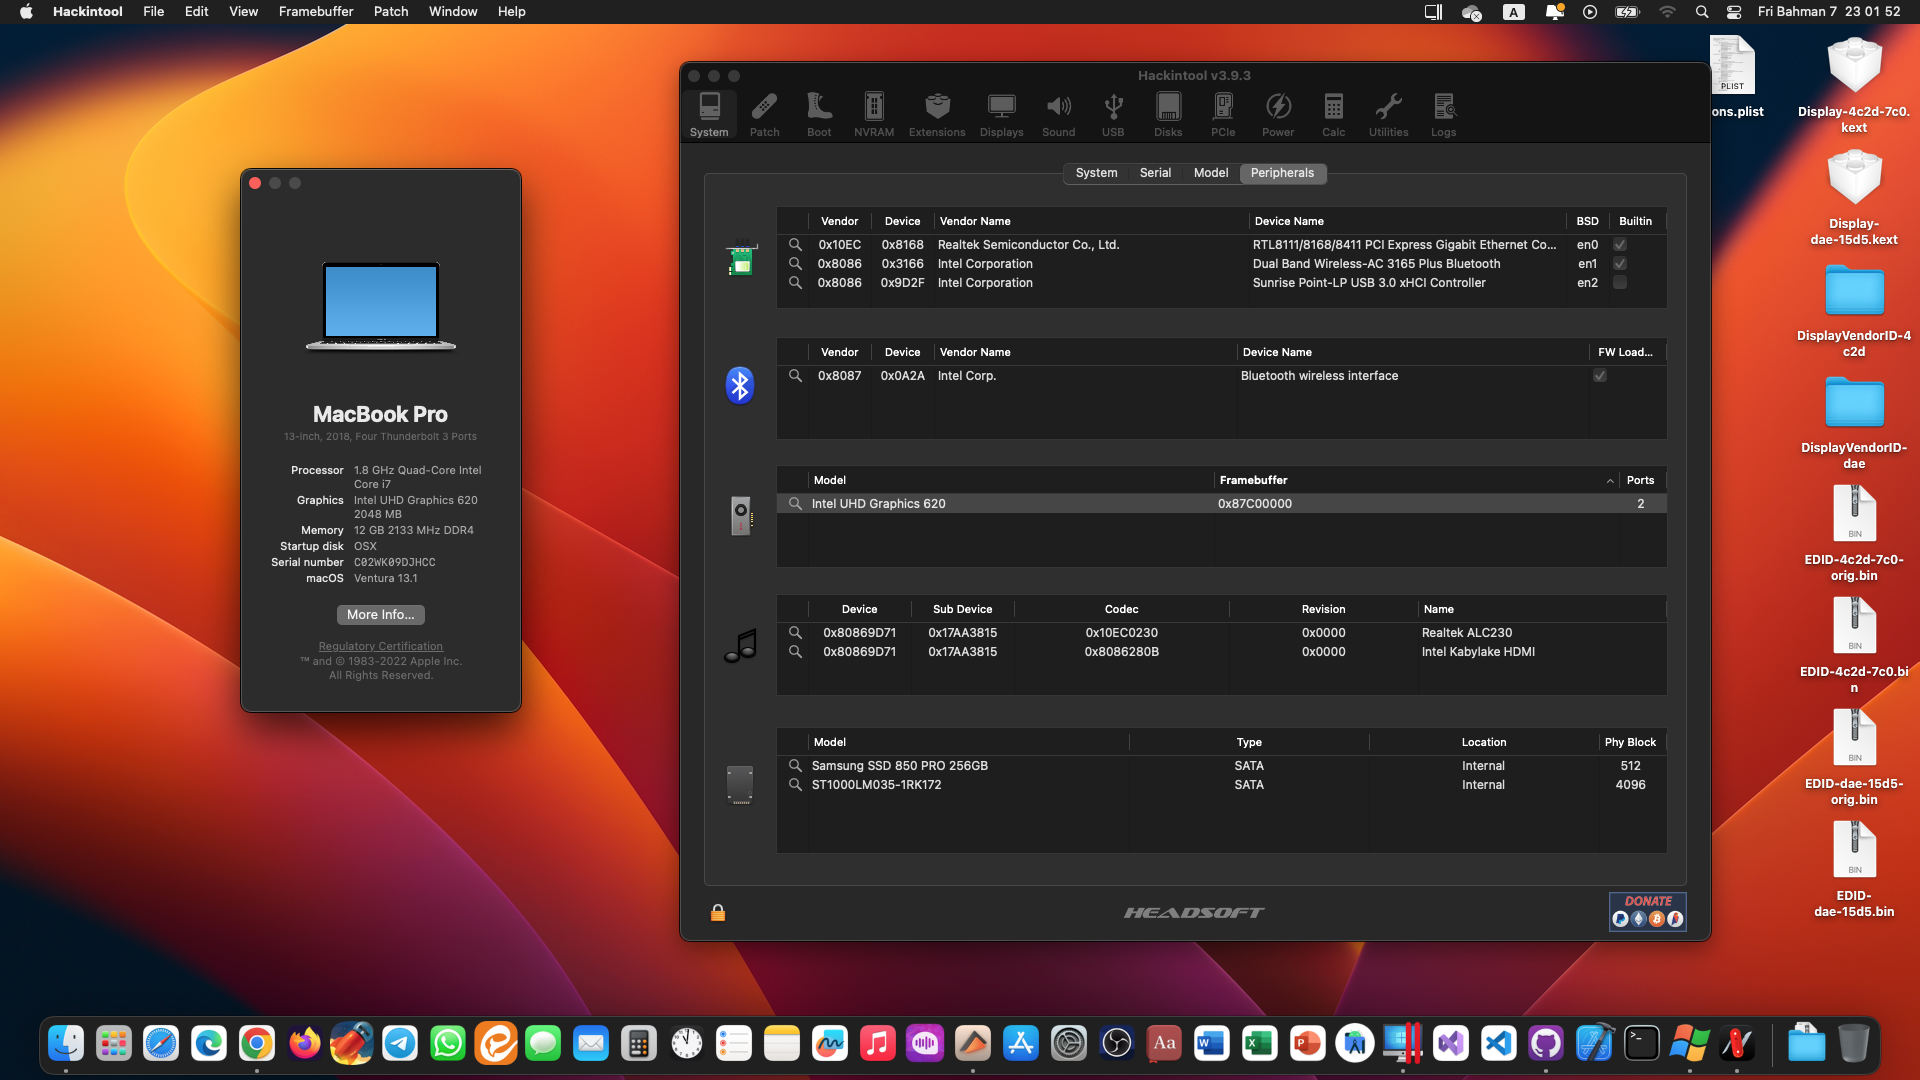 Hackintool File Edit View Framebuffer Patch Window Help
A
Fri Bahman 7 23 01 52
Hackintool v3.9.3
System Patch Boot NVRAM Extensions Displays Sound USB Disks PCIe Power Calc Utilities Logs
System Serial Model Peripherals
Vendor Device Vendor Name Device Name BSD Builtin
0x10EC 0x8168 Realtek Semiconductor Co., Ltd. RTL8111/8168/8411 PCI Express Gigabit Ethernet Co... en0
0x8086 0x3166 Intel Corporation Dual Band Wireless-AC 3165 Plus Bluetooth en1
0x8086 0x9D2F Intel Corporation Sunrise Point-LP USB 3.0 xHCI Controller en2
Vendor Device Vendor Name Device Name FW Load...
0x8087 0x0A2A Intel Corp. Bluetooth wireless interface
Model Framebuffer Ports
Intel UHD Graphics 620 0x87C00000 2
Device Sub Device Codec Revision Name
0x80869D71 0x17AA3815 0x10EC0230 0x0000 Realtek ALC230
0x80869D71 0x17AA3815 0x8086280B 0x0000 Intel Kabylake HDMI
Model Type Location Phy Block
Samsung SSD 850 PRO 256GB SATA Internal 512
ST1000LM035-1RK172 SATA Internal 4096
HEADSOFT
DONATE
MacBook Pro
13-inch, 2018, Four Thunderbolt 3 Ports
Processor 1.8 GHz Quad-Core Intel
Core i7
Graphics Intel UHD Graphics 620
2048 MB
Memory 12 GB 2133 MHz DDR4
Startup disk OSX
Serial number C02WK09DJHCC
macOS Ventura 13.1
More Info...
Regulatory Certification
™ and © 1983-2022 Apple Inc.
All Rights Reserved.
PLIST
ons.plist
Display-4c2d-7c0.
kext
Display-
dae-15d5.kext
DisplayVendorID-4
c2d
DisplayVendorID-
dae
BIN
EDID-4c2d-7c0-
orig.bin
BIN
EDID-4c2d-7c0.bi
n
BIN
EDID-dae-15d5-
orig.bin
BIN
EDID-
dae-15d5.bin
Aa
W
X
P